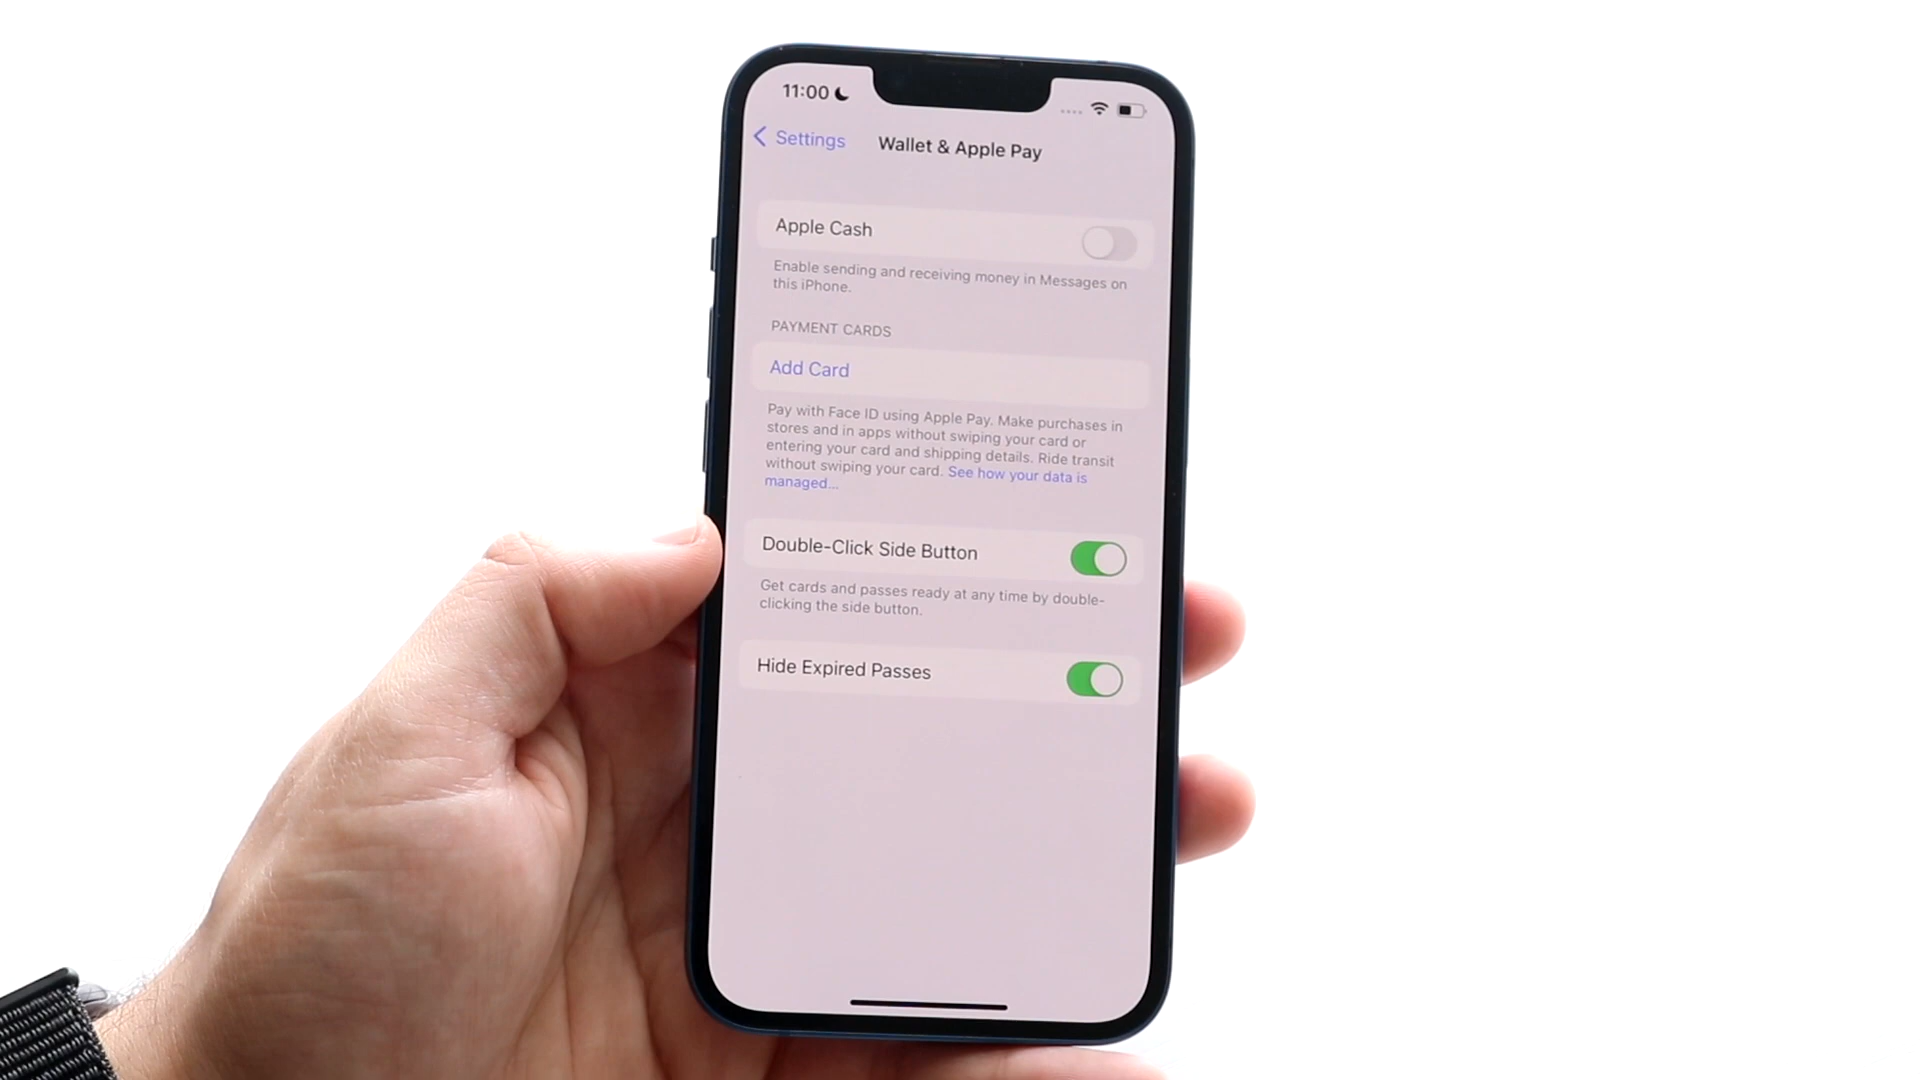 11:00
Settings
Wallet & Apple Pay
Apple Cash
Enable sending and receiving money in Messages on
this iPhone.
PAYMENT CARDS
Add Card
Pay with Face ID using Apple Pay. Make purchases in
stores and in apps without swiping your card or
entering your card and shipping details. Ride transit
without swiping your card. See how your data is
managed...
Double-Click Side Button
Get cards and passes ready at any time by double-
clicking the side button.
Hide Expired Passes